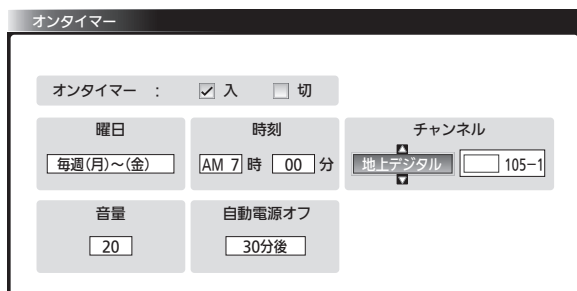 オンタイマー
オンタイマー ： 入 切
曜日 時刻 チャンネル
毎週(月)～(金) AM 7 時 00 分 地上デジタル 105-1
音量 自動電源オフ
20 30分後